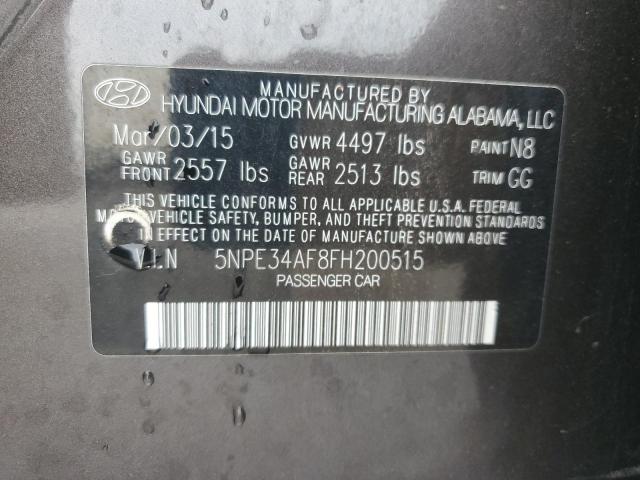 MANUFACTURED BY
HYUNDAI MOTOR MANUFACTURING ALABAMA, LLC
Mar/03/15 GVWR 4497 lbs PAINT N8
GAWR FRONT 2557 lbs GAWR REAR 2513 lbs TRIM GG
THIS VEHICLE CONFORMS TO ALL APPLICABLE U.S.A. FEDERAL
MOTOR VEHICLE SAFETY, BUMPER, AND THEFT PREVENTION STANDARDS
IN EFFECT ON THE DATE OF MANUFACTURE SHOWN ABOVE.
V.I.N 5NPE34AF8FH200515
PASSENGER CAR